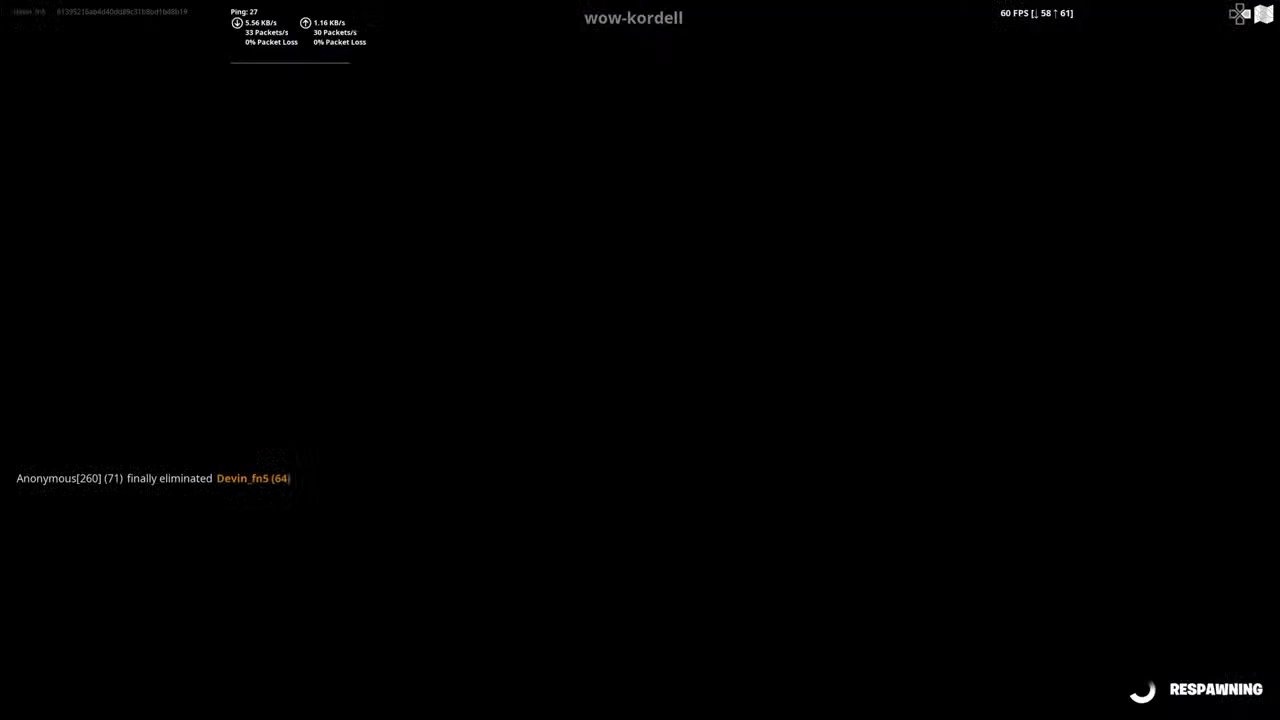 Ping: 27
5.56 KB/s 1.16 KB/s
33 Packets/s 30 Packets/s
0% Packet Loss 0% Packet Loss
wow-kordell
60 FPS [↓ 58 ↑ 61]
Anonymous[260] (71) finally eliminated Devin_fn5 (64)
RESPAWNING